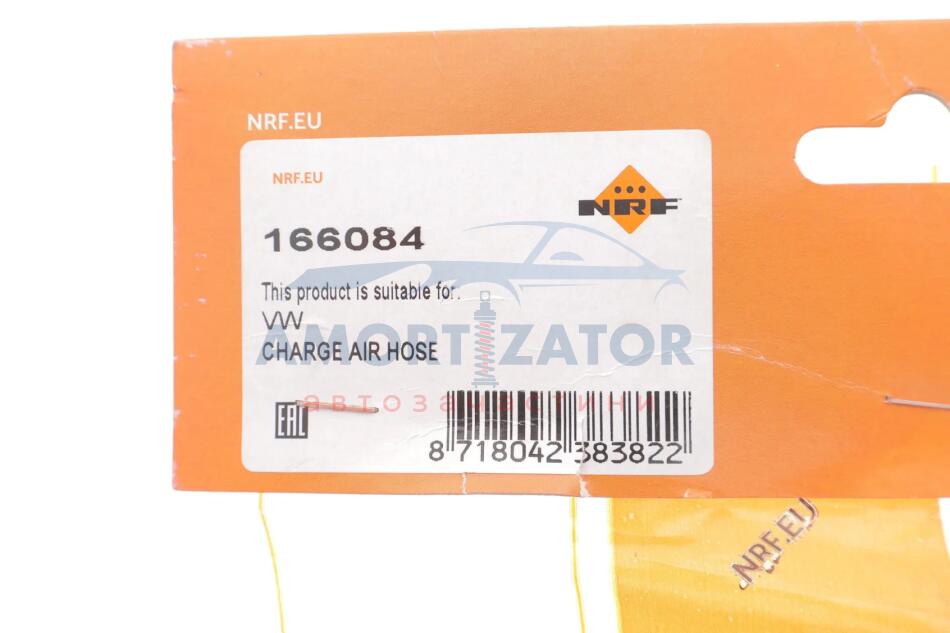 NRF.EU
NRF.EU
NRF
166084
This product is suitable for:
VW
AMORTIZATOR
CHARGE AIR HOSE
автозапчастини
EAC
8 718042 383822
NRF.EU